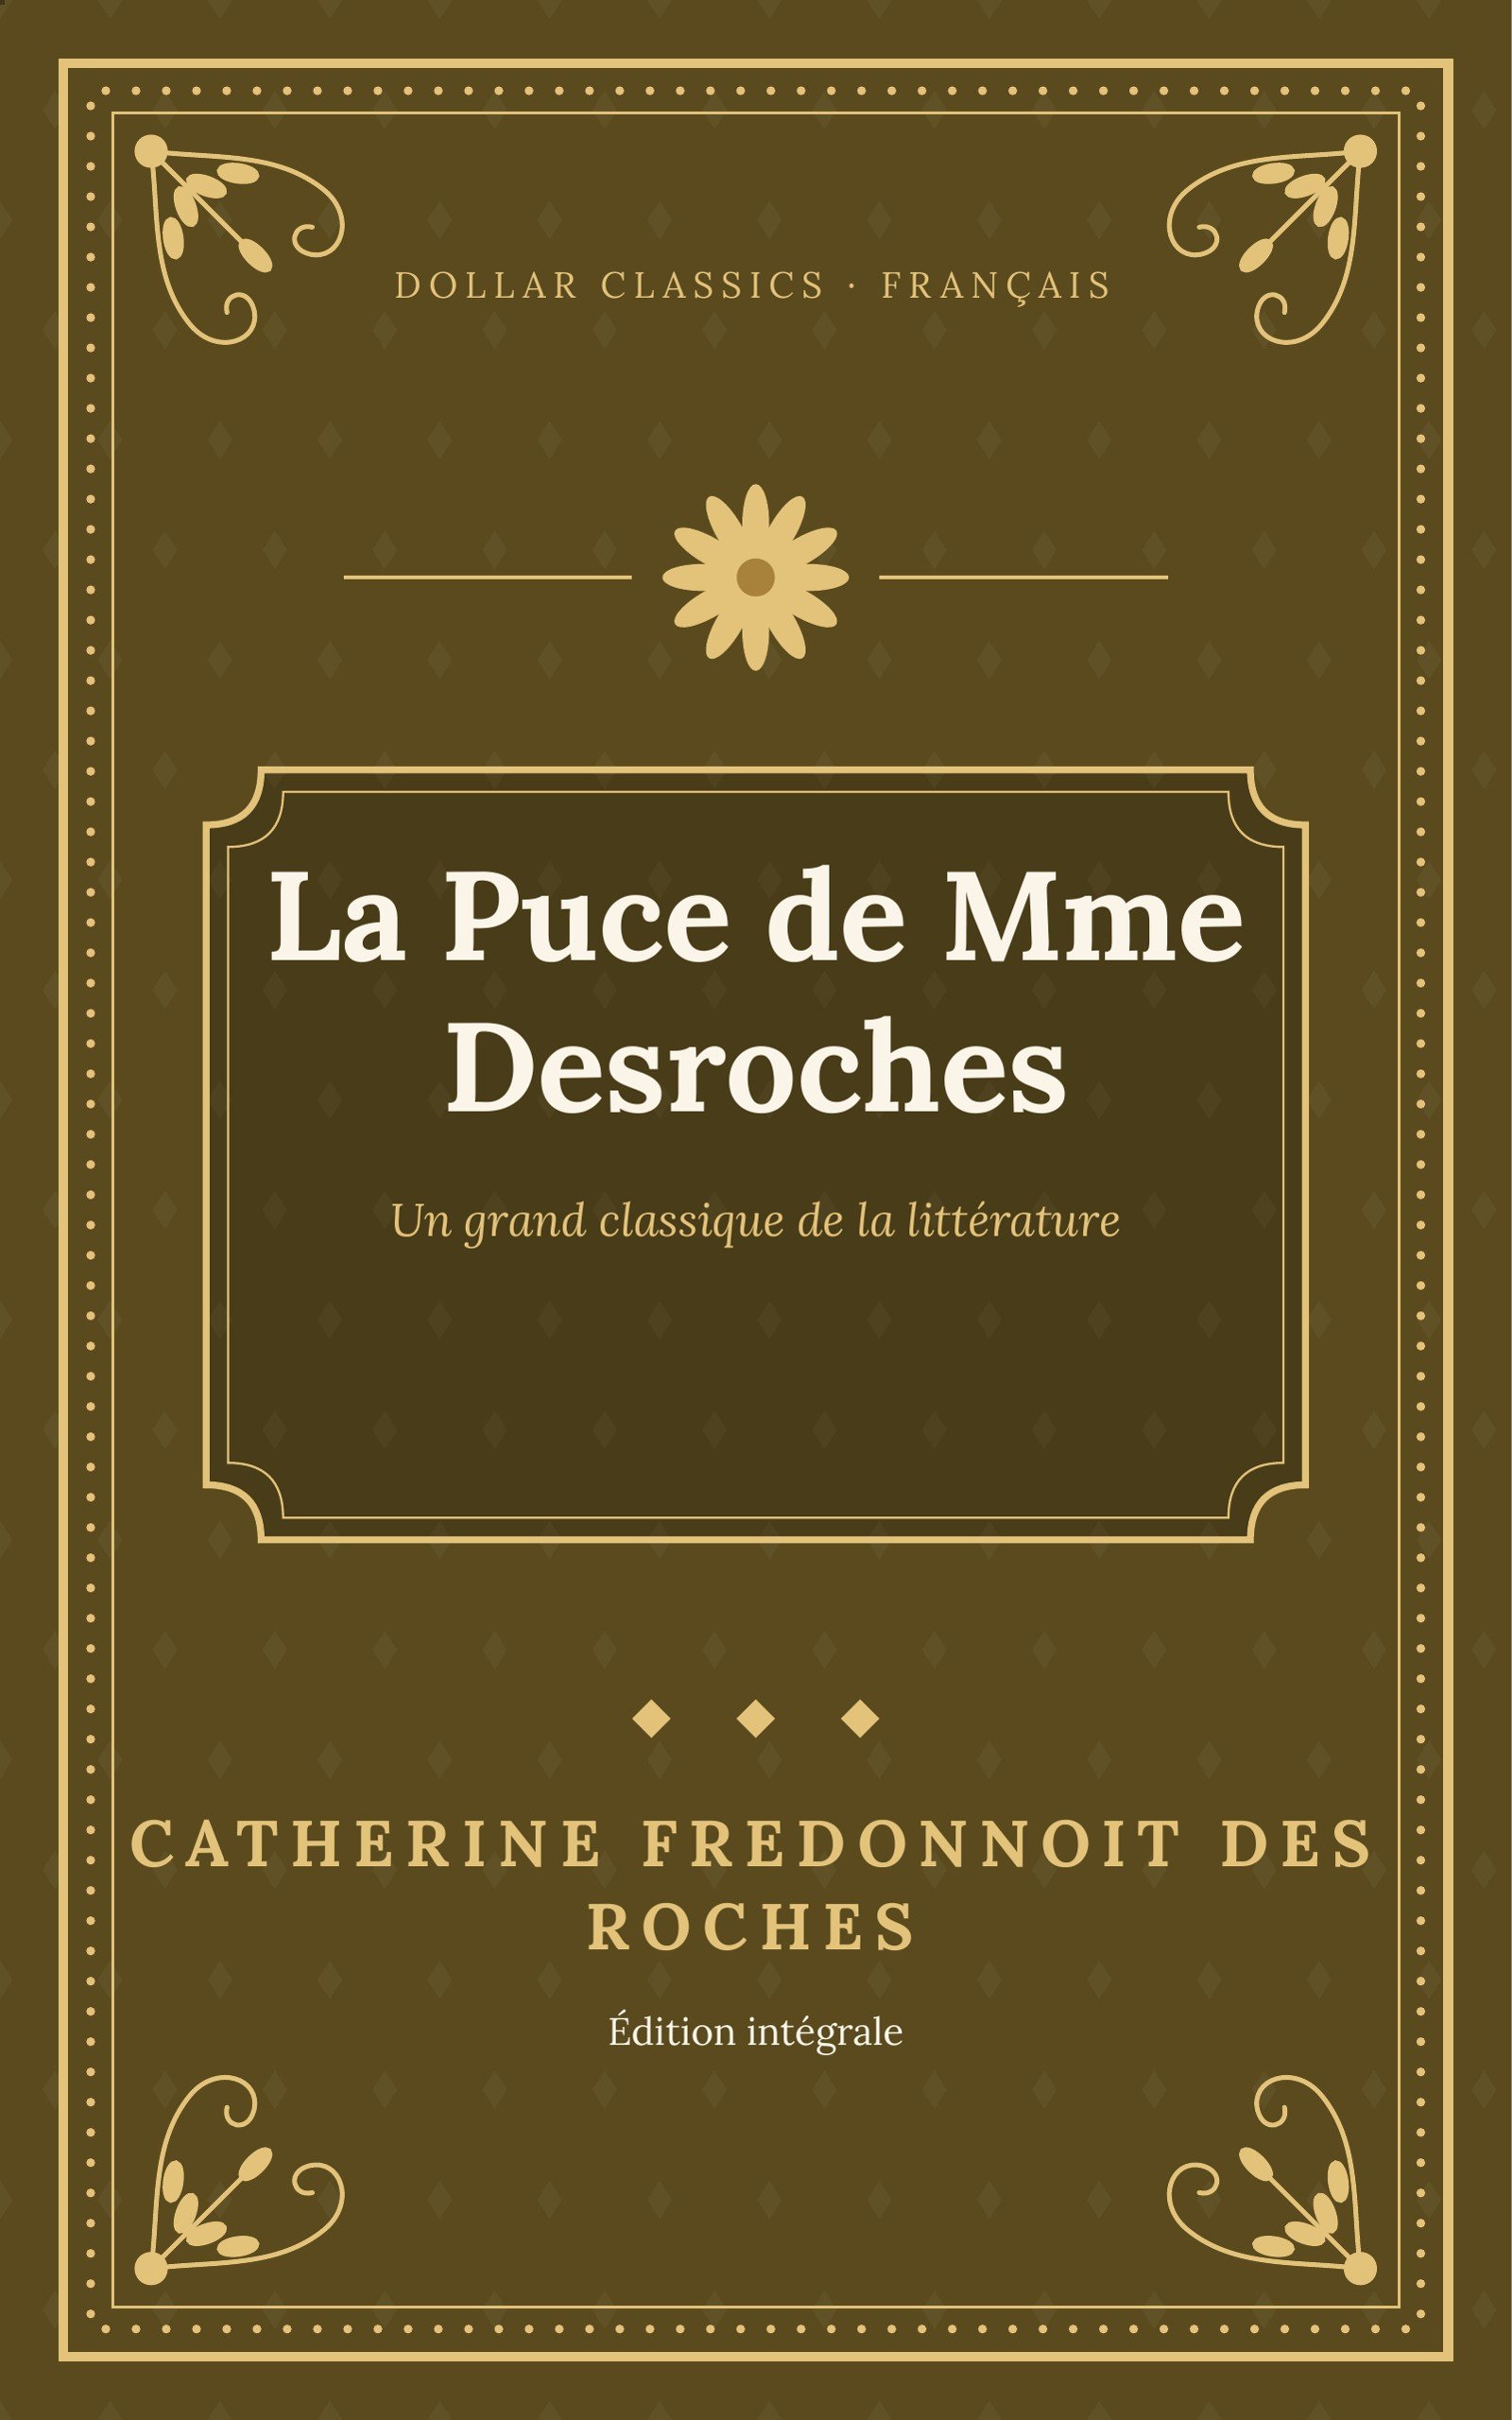 DOLLAR CLASSICS · FRANÇAIS
La Puce de Mme
Desroches
Un grand classique de la littérature
CATHERINE FREDONNOIT DES
ROCHES
Édition intégrale